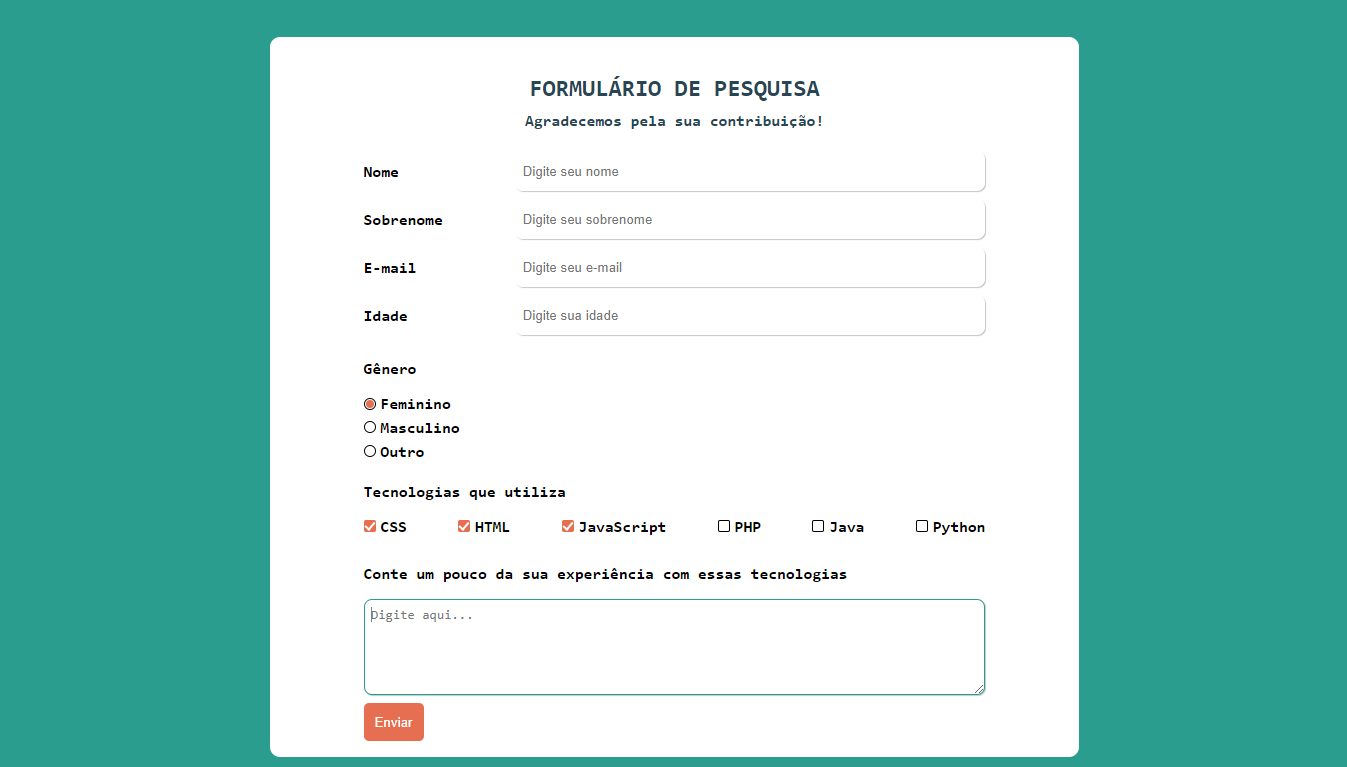 FORMULÁRIO DE PESQUISA
Agradecemos pela sua contribuição!
Nome Digite seu nome
Sobrenome Digite seu sobrenome
E-mail Digite seu e-mail
Idade Digite sua idade
Gênero
Feminino
Masculino
Outro
Tecnologias que utiliza
CSS HTML JavaScript PHP Java Python
Conte um pouco da sua experiência com essas tecnologias
Digite aqui...
Enviar